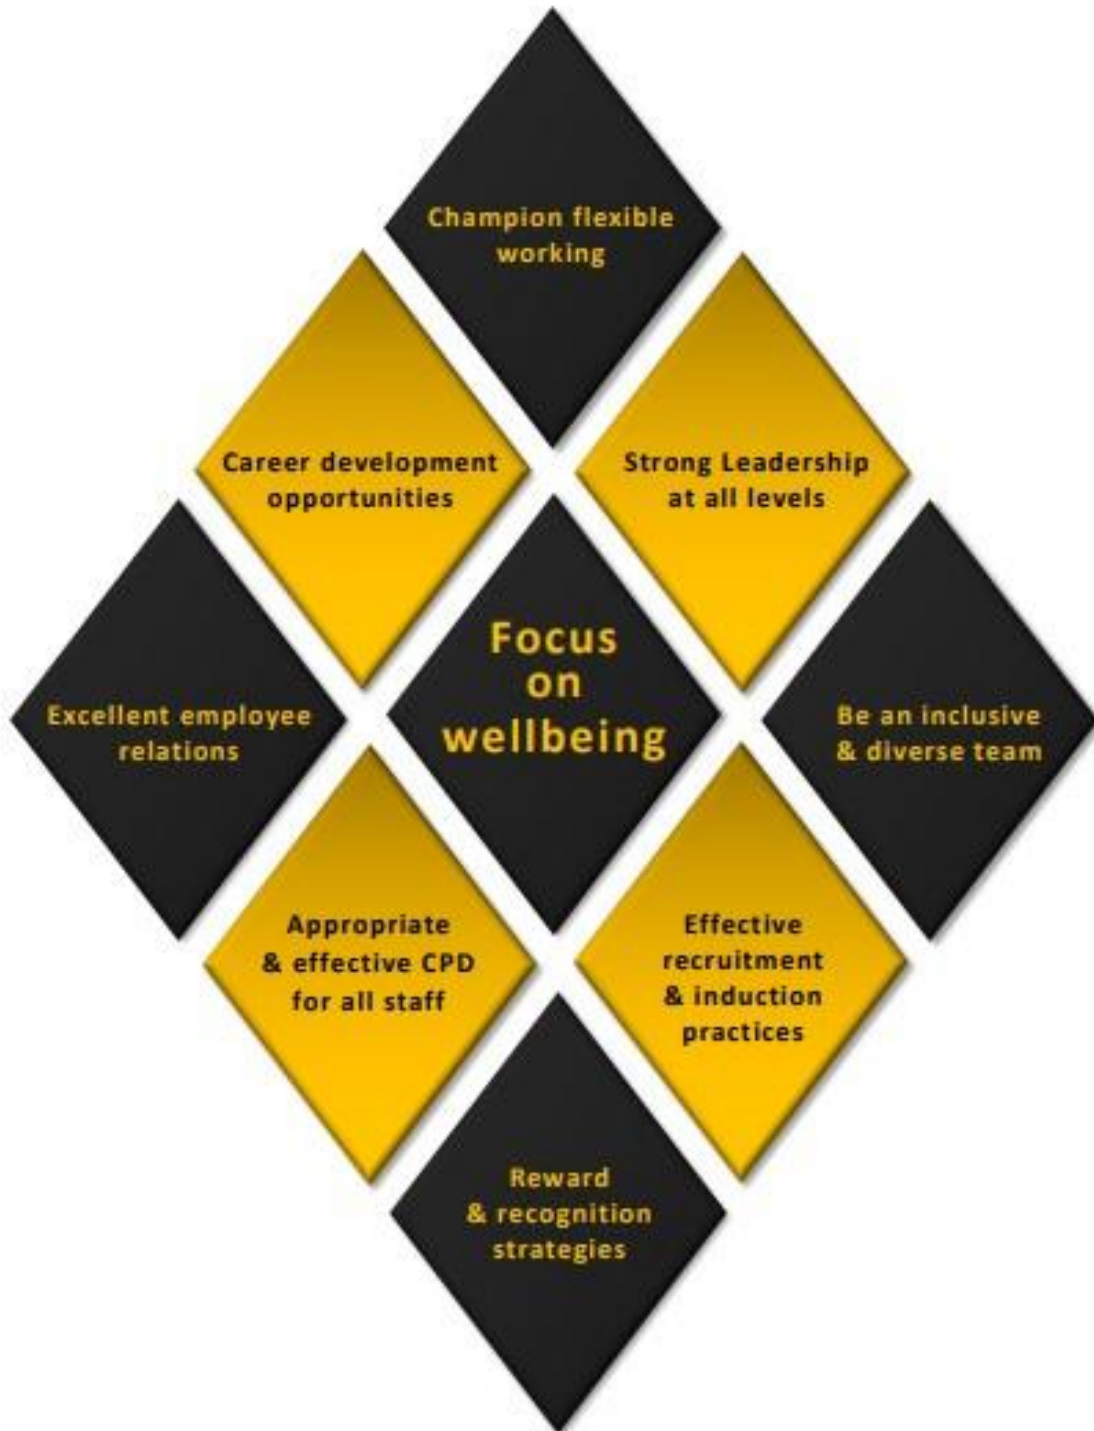 Champion flexible
working
Career development
opportunities
Strong Leadership
at all levels
Excellent employee
relations
Focus
on
wellbeing
Be an inclusive
& diverse team
Appropriate
& effective CPD
for all staff
Effective
recruitment
& induction
practices
Reward
& recognition
strategies